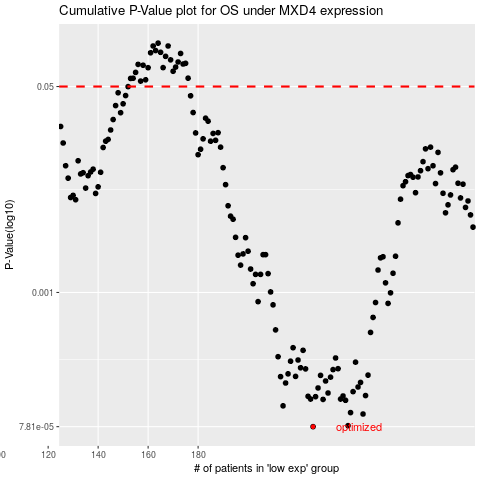 Cumulative P-Value plot for OS under MXD4 expression
P-Value(log10)
0.05
0.001
7.81e-05
optimized
00 120 140 160 180
# of patients in 'low exp' group